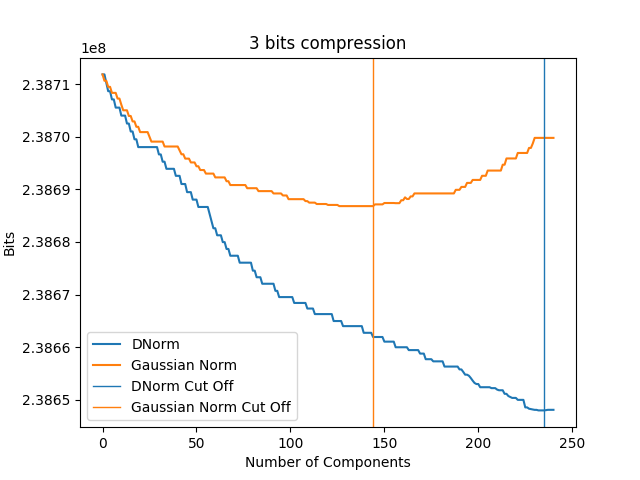 3 bits compression
1e8
2.3871
2.3870
2.3869
2.3868
2.3867
2.3866
2.3865
Bits
DNorm
Gaussian Norm
DNorm Cut Off
Gaussian Norm Cut Off
0 50 100 150 200 250
Number of Components